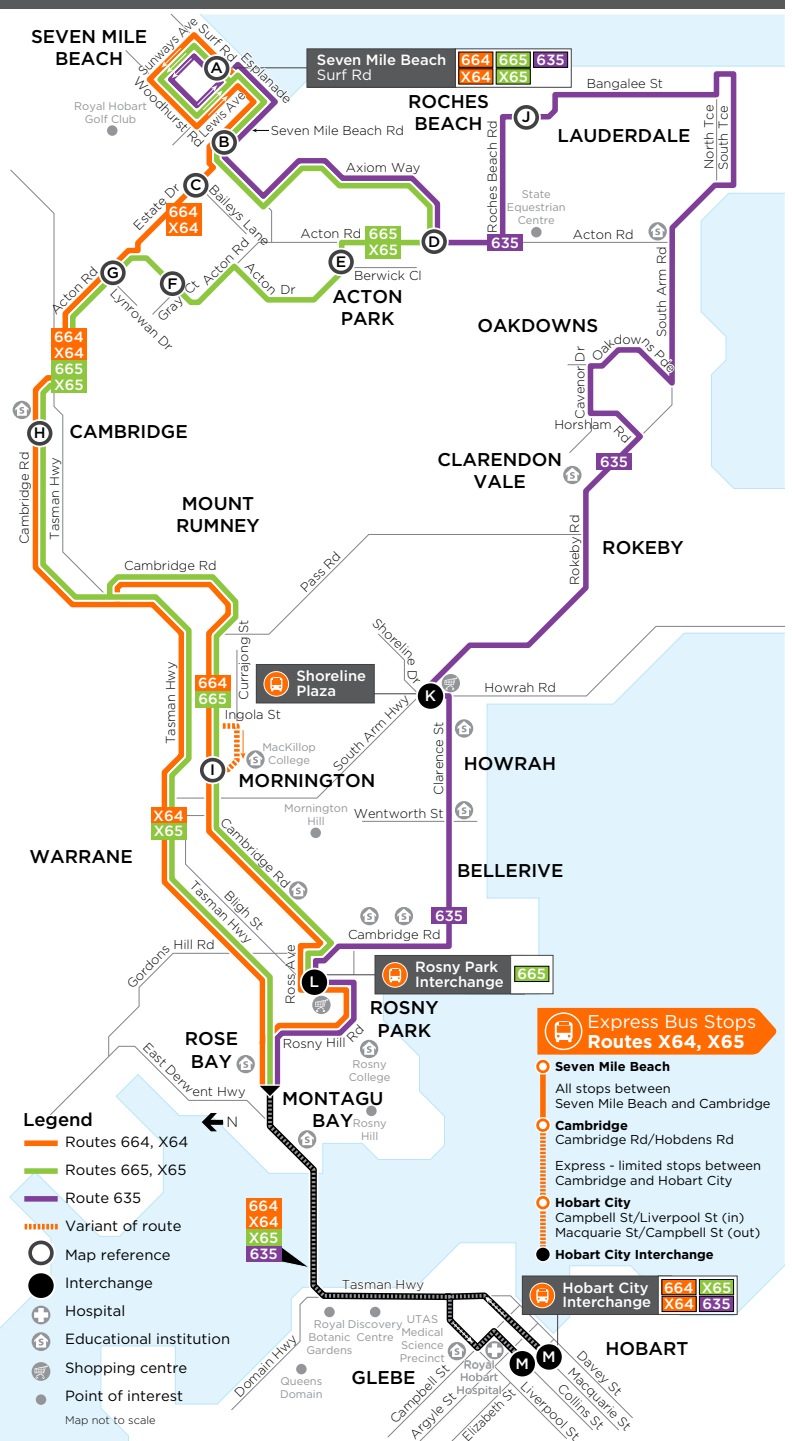 SEVEN MILE
BEACH
Sunways Ave
Surf Rd
Esplanade
Woodhurst Rd
Lewis Ave
A
Seven Mile Beach
Surf Rd
664 665 635
X64 X65
Royal Hobart
Golf Club
B
Seven Mile Beach Rd
ROCHES
BEACH
J
Bangalee St
LAUDERDALE
North Tce
South Tce
Roches Beach Rd
Axiom Way
C
Estate Dr
664
X64
Baileys Lane
State
Equestrian
Centre
Acton Rd
665
X65
D
635
Acton Rd
G
Acton Rd
Lynrowan Dr
F
Gray Ct
Acton Rd
Acton Dr
E
Berwick Cl
ACTON
PARK
South Arm Rd
OAKDOWNS
Oakdowns Pde
Cavenor Dr
Horsham Rd
664
X64
665
X65
H
CAMBRIDGE
Cambridge Rd
Tasman Hwy
CLARENDON
VALE
635
MOUNT
RUMNEY
ROKEBY
Rokeby Rd
Cambridge Rd
Pass Rd
Currajong St
Shoreline Dr
Shoreline
Plaza
K
Howrah Rd
Tasman Hwy
664
665
Ingola St
MacKillop
College
South Arm Hwy
I
MORNINGTON
Clarence St
HOWRAH
Mornington
Hill
Wentworth St
X64
X65
WARRANE
Cambridge Rd
BELLERIVE
Bligh St
Tasman Hwy
635
Cambridge Rd
Gordons Hill Rd
Ross Ave
L
Rosny Park
Interchange
665
ROSNY
PARK
ROSE
BAY
Rosny Hill Rd
Rosny
College
East Derwent Hwy
MONTAGU
BAY
Rosny
Hill
N
Express Bus Stops
Routes X64, X65
Seven Mile Beach
All stops between
Seven Mile Beach and Cambridge
Cambridge
Cambridge Rd/Hobdens Rd
Express - limited stops between
Cambridge and Hobart City
Hobart City
Campbell St/Liverpool St (in)
Macquarie St/Campbell St (out)
Hobart City Interchange
Legend
Routes 664, X64
Routes 665, X65
Route 635
Variant of route
Map reference
Interchange
Hospital
Educational institution
Shopping centre
Point of interest
Map not to scale
664
X64
X65
635
Tasman Hwy
Hobart City
Interchange
664 X65
X64 635
Royal
Botanic
Gardens
Discovery
Centre
UTAS
Medical
Science
Precinct
Domain Hwy
Queens
Domain
GLEBE
Royal
Hobart
Hospital
M
M
HOBART
Campbell St
Argyle St
Elizabeth St
Liverpool St
Collins St
Macquarie St
Davey St